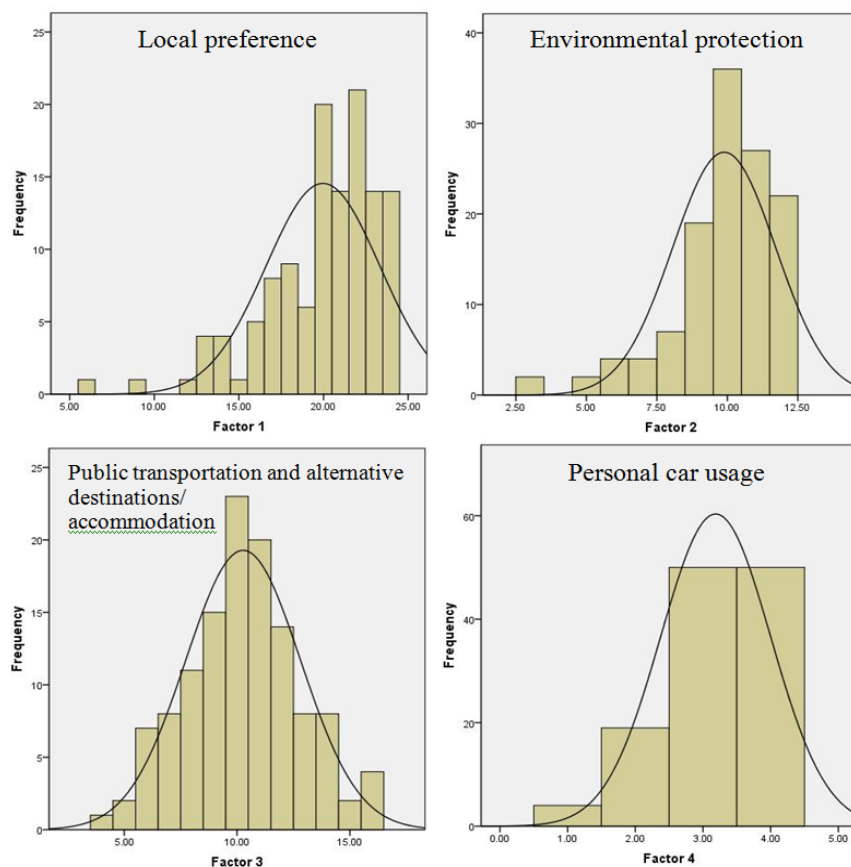 Local preference
25
20
15
10
5
0
Frequency
5.00 10.00 15.00 20.00 25.00
Factor 1
Environmental protection
40
30
20
10
0
Frequency
2.50 5.00 7.50 10.00 12.50
Factor 2
Public transportation and alternative
destinations/
accommodation
25
20
15
10
5
0
Frequency
5.00 10.00 15.00
Factor 3
Personal car usage
60
40
20
0
Frequency
0.00 1.00 2.00 3.00 4.00
Factor 4